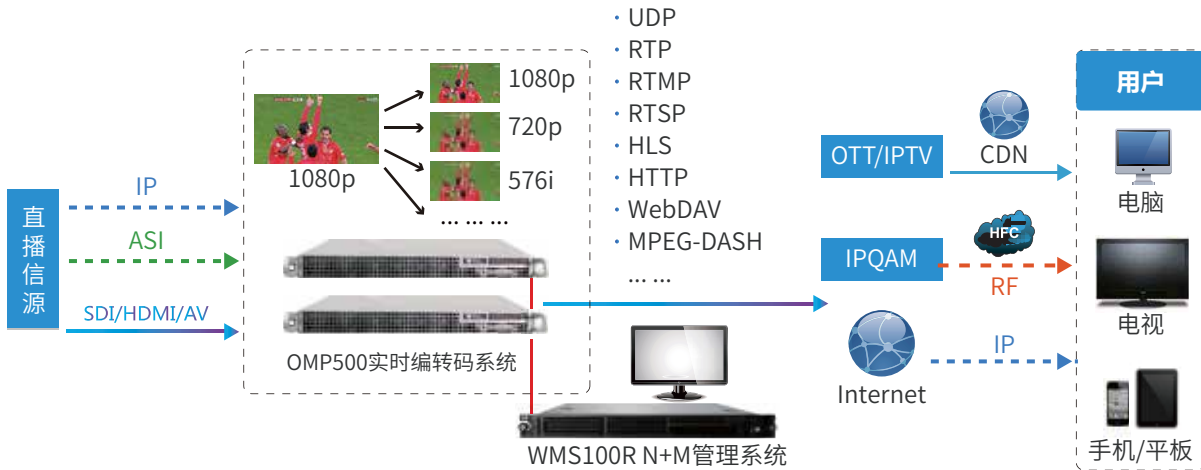 直播信源
IP
ASI
SDI/HDMI/AV
1080p
1080p
720p
576i
... ... ...
OMP500实时编转码系统
· UDP
· RTP
· RTMP
· RTSP
· HLS
· HTTP
· WebDAV
· MPEG-DASH
... ...
WMS100R N+M管理系统
OTT/IPTV
CDN
IPQAM
HFC
RF
Internet
IP
用户
电脑
电视
手机/平板